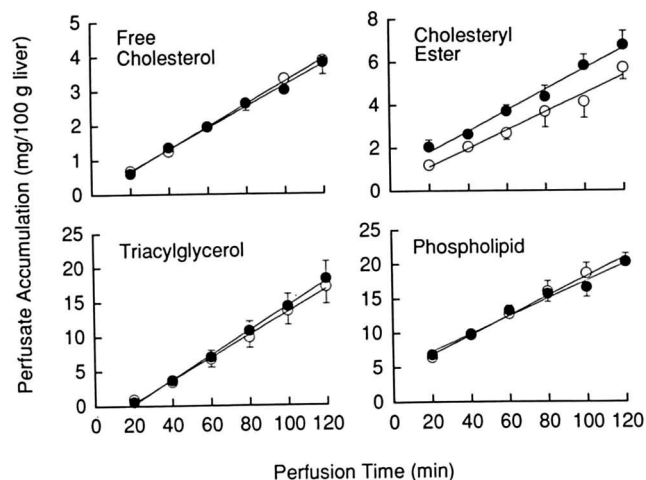 Perfusate Accumulation (mg/100 g liver)
Free
Cholesterol
5
4
3
2
1
0
Cholesteryl
Ester
8
6
4
2
0
Triacylglycerol
25
20
15
10
5
0
0 20 40 60 80 100 120
Phospholipid
25
20
15
10
5
0
0 20 40 60 80 100 120
Perfusion Time (min)